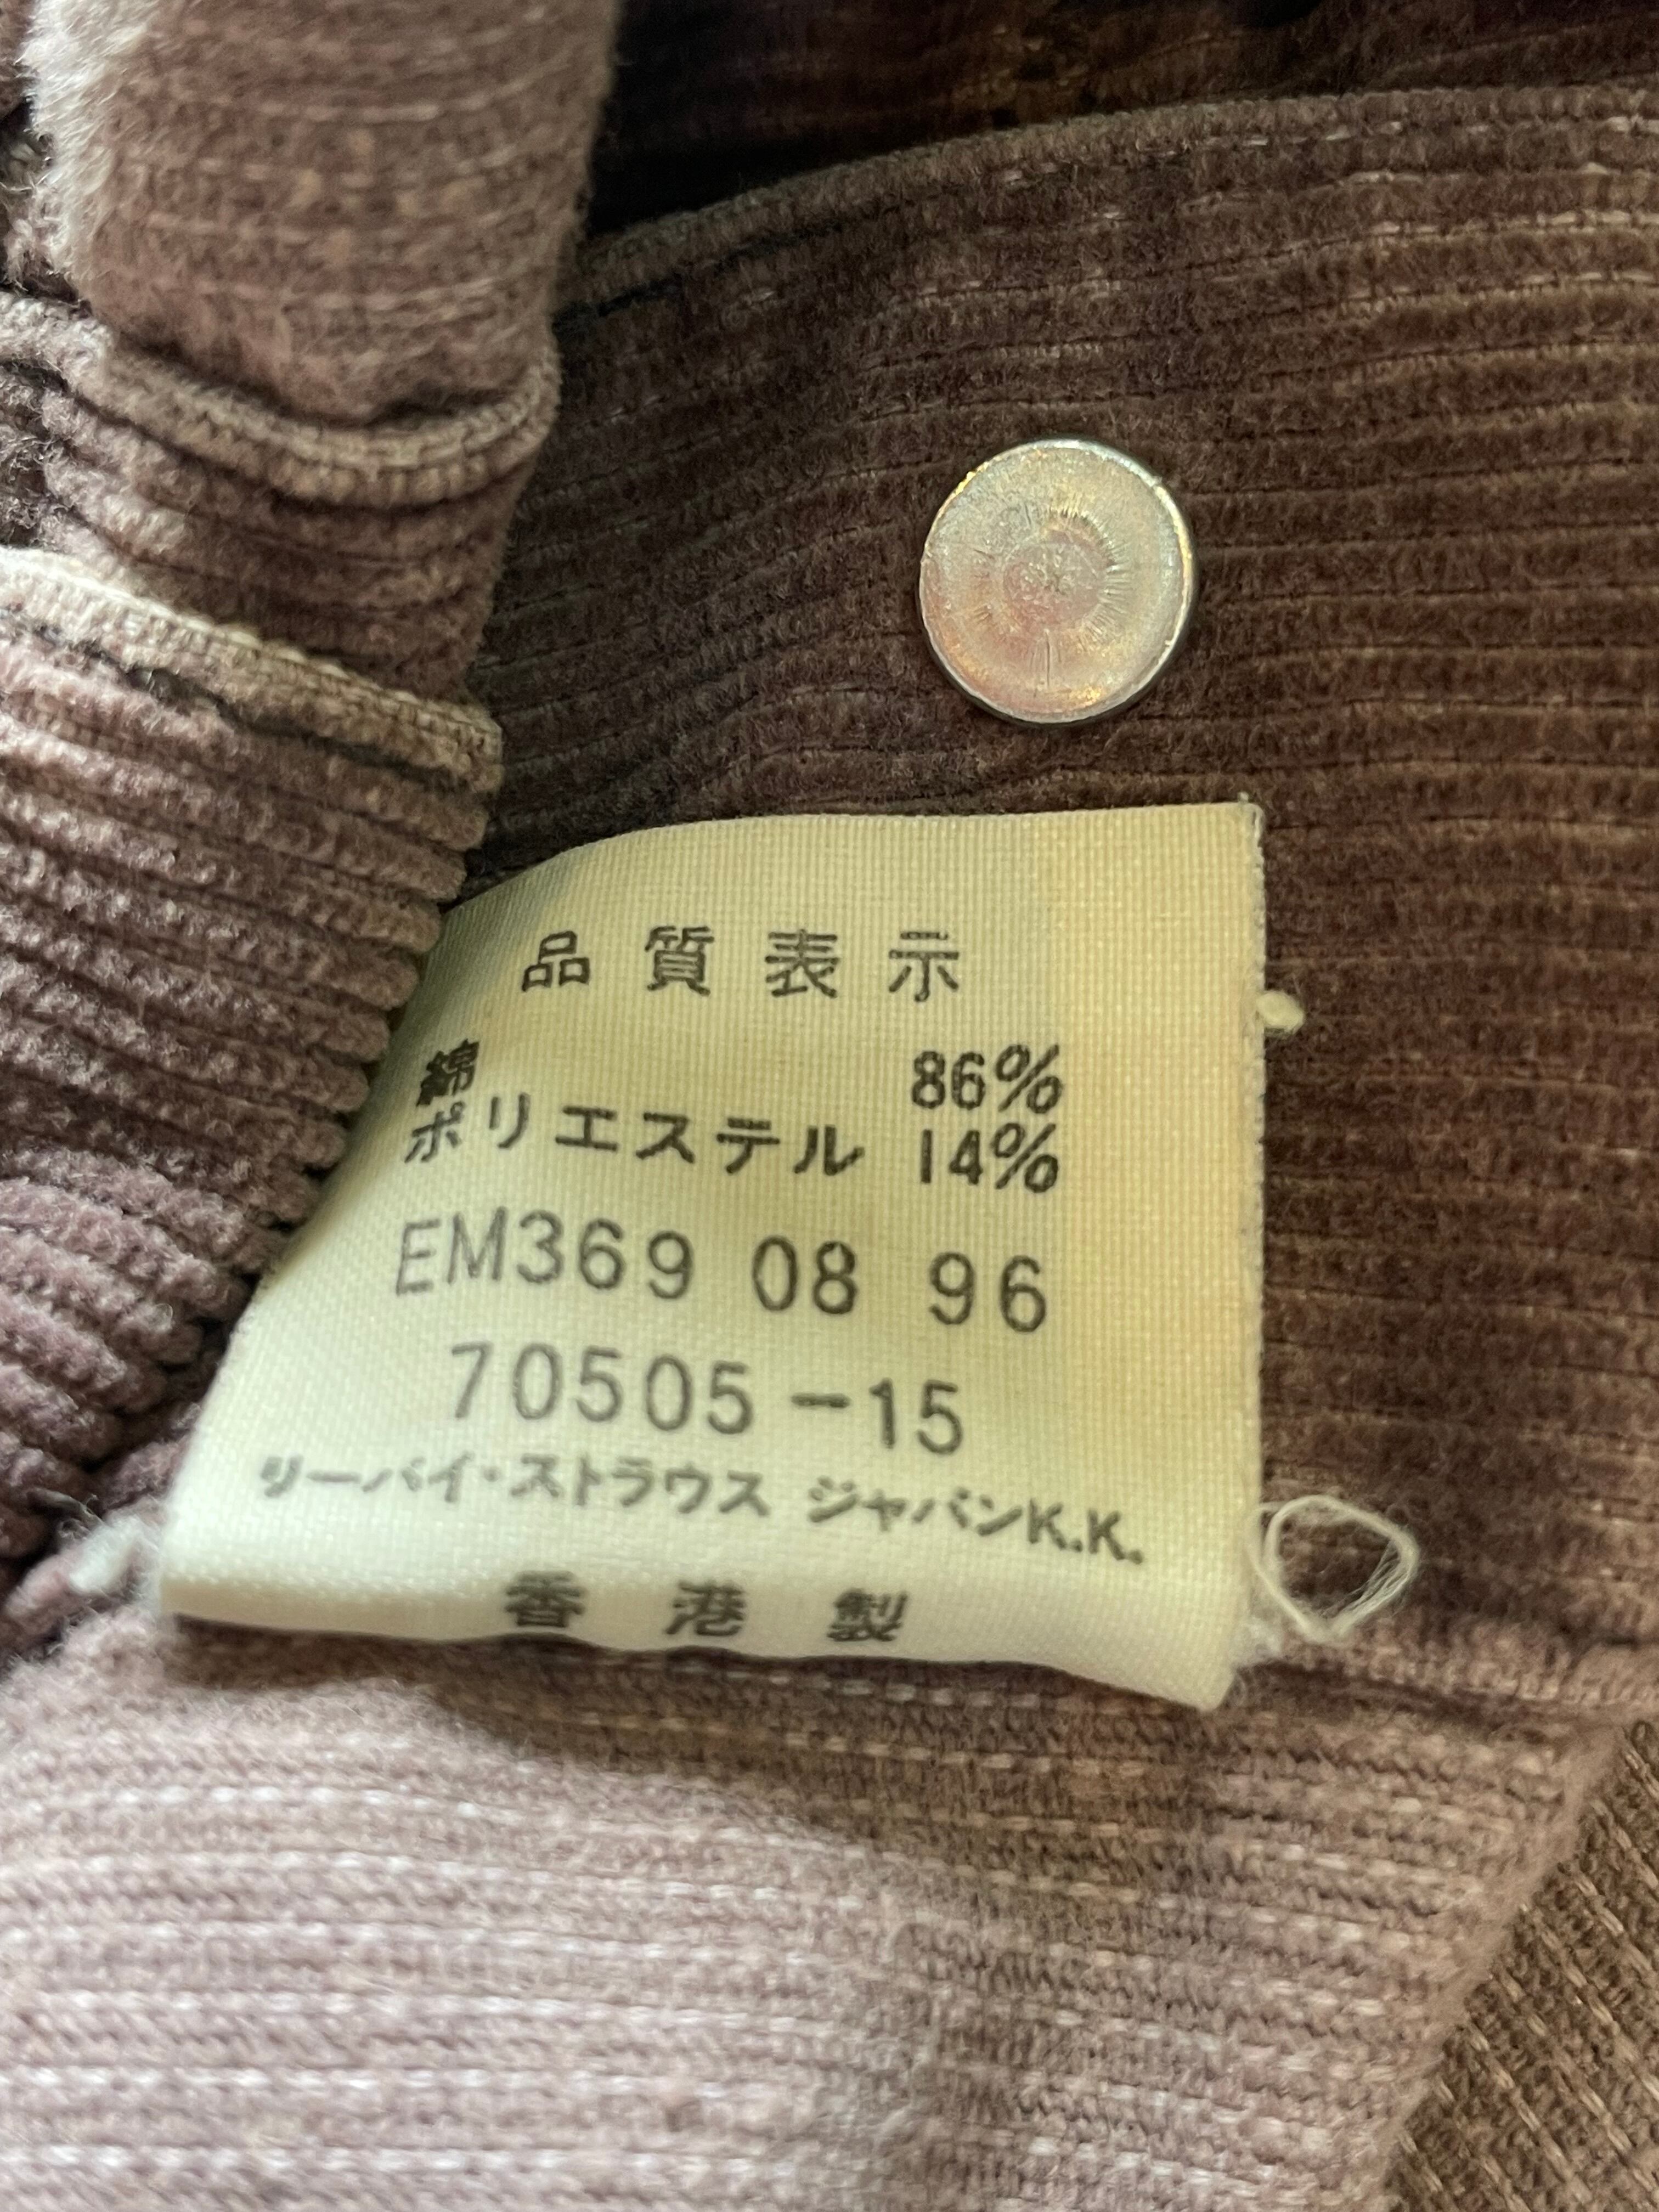 品質表示
綿 86%
ポリエステル 14%
EM369 08 96
70505-15
リーバイ・ストラウス ジャパンK.K.
香港製